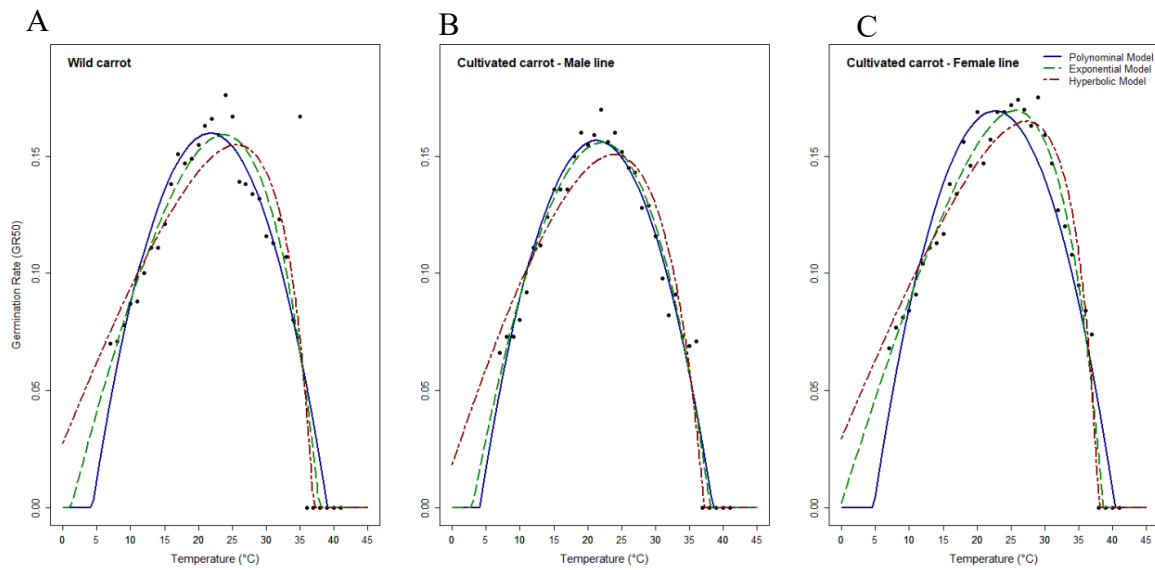 A
B
C
Wild carrot
Cultivated carrot - Male line
Cultivated carrot - Female line
Polynominal Model
Exponential Model
Hyperbolic Model
Germination Rate (GR50)
0.15
0.10
0.05
0.00
0.15
0.10
0.05
0.00
0.15
0.10
0.05
0.00
0 5 10 15 20 25 30 35 40 45
0 5 10 15 20 25 30 35 40 45
0 5 10 15 20 25 30 35 40 45
Temperature (°C)
Temperature (°C)
Temperature (°C)